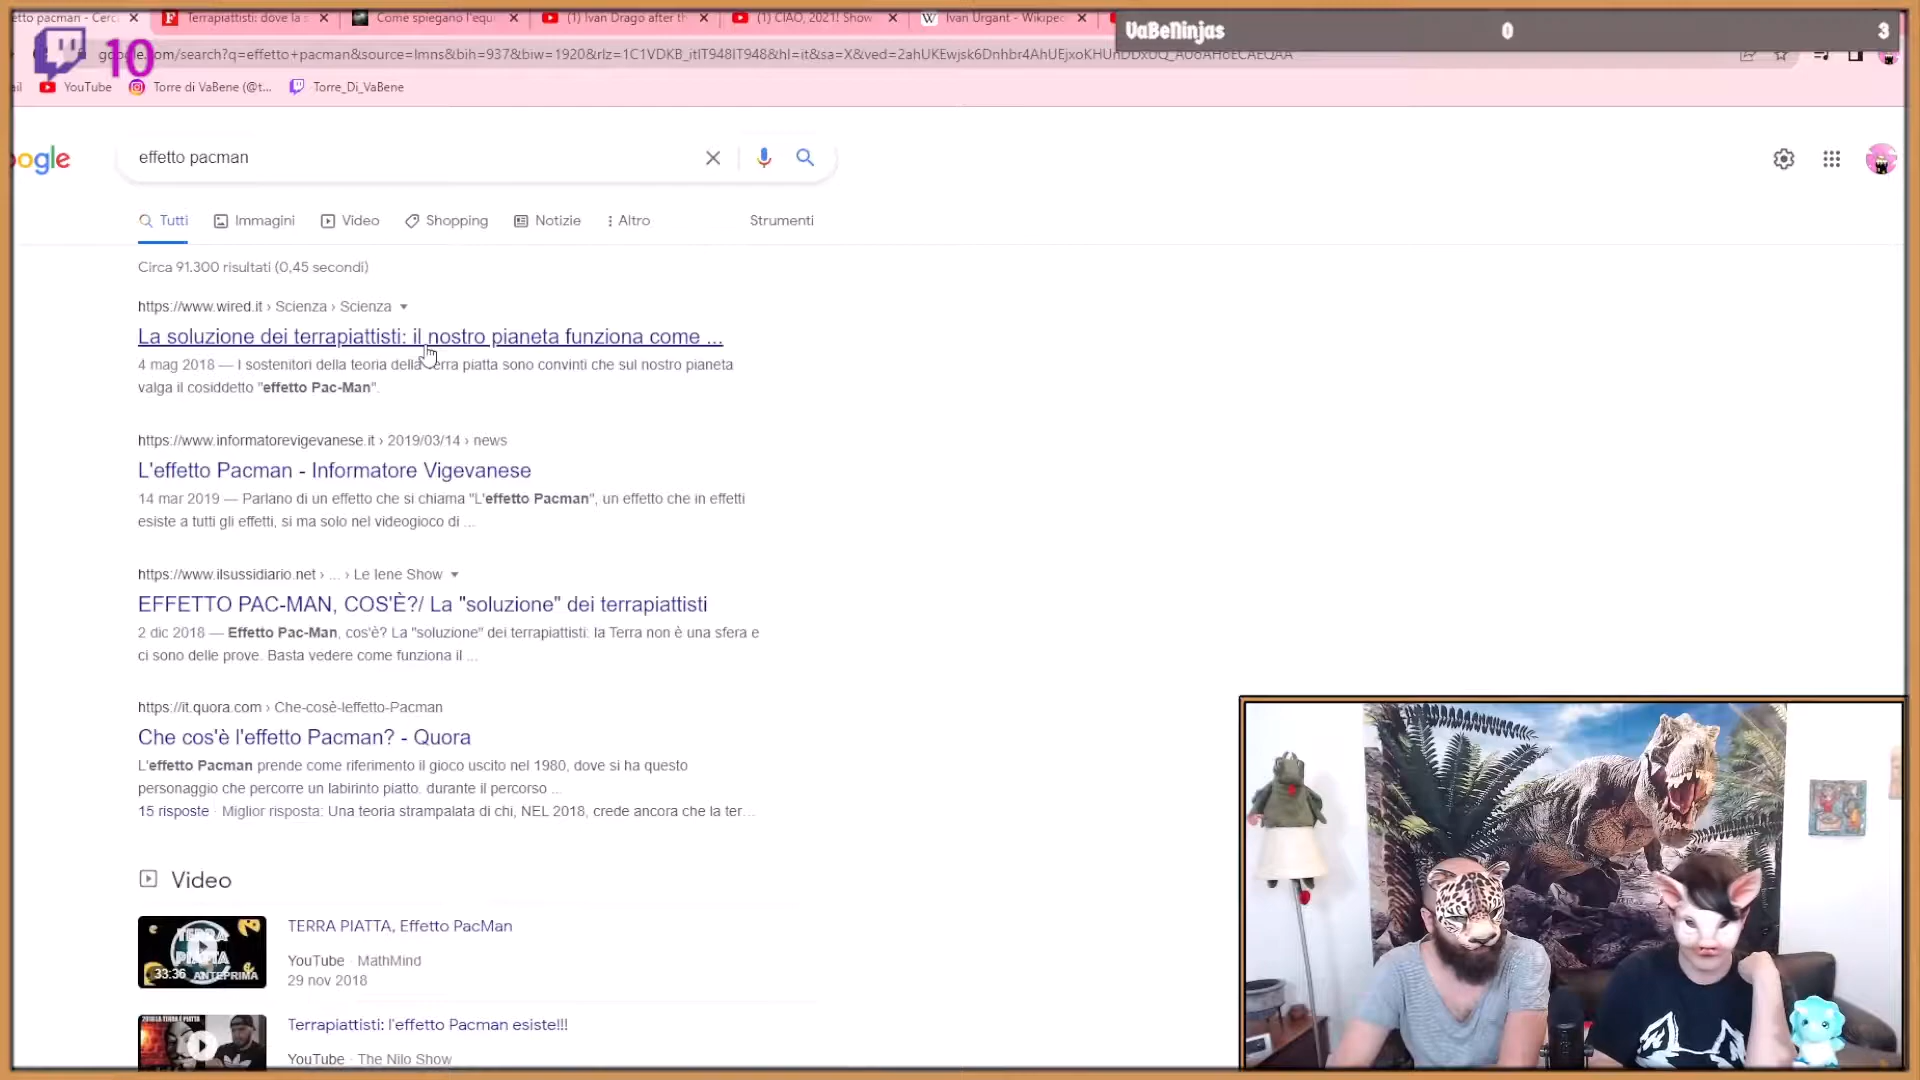 etto pacman - Cerc
Terrapiattisti: dove la s
Come spiegano l'equ
(1) Ivan Drago after th
(1) CIAO, 2021! Show
Ivan Urgant - Wikipec
VaBeNinjas
0
3
10
YouTube
Torre di VaBene (@t...
Torre_Di_VaBene
oogle
effetto pacman
Tutti
Immagini
Video
Shopping
Notizie
Altro
Strumenti
Circa 91.300 risultati (0,45 secondi)
https://www.wired.it › Scienza › Scienza
La soluzione dei terrapiattisti: il nostro pianeta funziona come ...
4 mag 2018 — I sostenitori della teoria della Terra piatta sono convinti che sul nostro pianeta
valga il cosiddetto "effetto Pac-Man".
https://www.informatorevigevanese.it › 2019/03/14 › news
L'effetto Pacman - Informatore Vigevanese
14 mar 2019 — Parlano di un effetto che si chiama "L'effetto Pacman", un effetto che in effetti
esiste a tutti gli effetti, si ma solo nel videogioco di ...
https://www.ilsussidiario.net › ... › Le Iene Show
EFFETTO PAC-MAN, COS'È?/ La "soluzione" dei terrapiattisti
2 dic 2018 — Effetto Pac-Man, cos'è? La "soluzione" dei terrapiattisti: la Terra non è una sfera e
ci sono delle prove. Basta vedere come funziona il ...
https://it.quora.com › Che-cosè-leffetto-Pacman
Che cos'è l'effetto Pacman? - Quora
L'effetto Pacman prende come riferimento il gioco uscito nel 1980, dove si ha questo
personaggio che percorre un labirinto piatto. durante il percorso ...
15 risposte · Miglior risposta: Una teoria strampalata di chi, NEL 2018, crede ancora che la ter...
Video
TERRA
PIATTA
33:36
ANTEPRIMA
TERRA PIATTA, Effetto PacMan
YouTube · MathMind
29 nov 2018
Terrapiattisti: l'effetto Pacman esiste!!!
YouTube · The Nilo Show